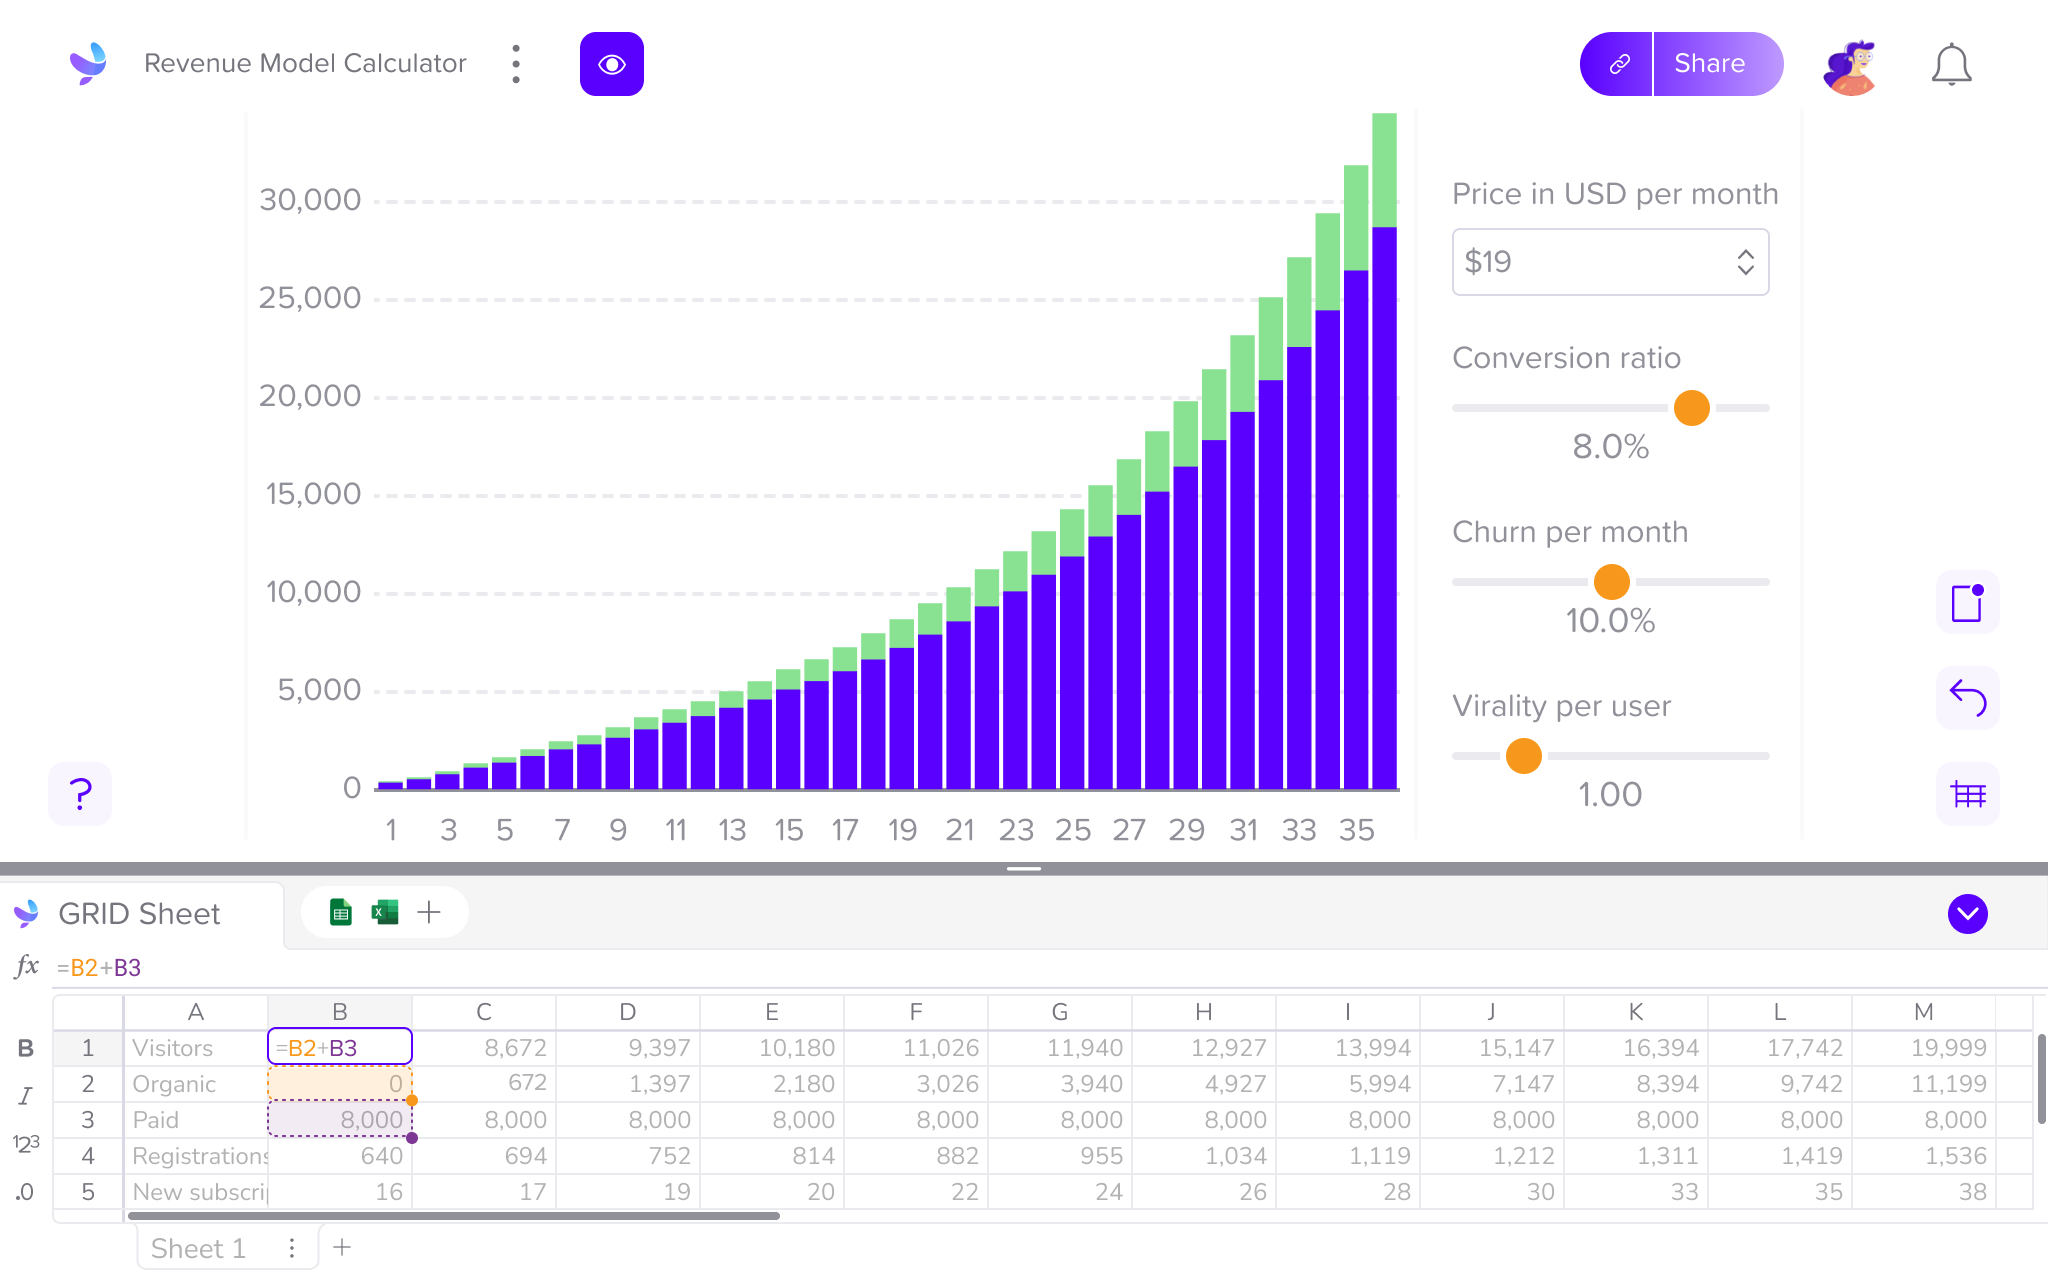 Revenue Model Calculator
Share
30,000
25,000
20,000
15,000
10,000
5,000
0
1 3 5 7 9 11 13 15 17 19 21 23 25 27 29 31 33 35
Price in USD per month
$19
Conversion ratio
8.0%
Churn per month
10.0%
Virality per user
1.00
?
GRID Sheet
X
fx =B2+B3
A B C D E F G H I J K L M
B 1 Visitors =B2+B3 8,672 9,397 10,180 11,026 11,940 12,927 13,994 15,147 16,394 17,742 19,999
I 2 Organic 0 672 1,397 2,180 3,026 3,940 4,927 5,994 7,147 8,394 9,742 11,199
3 Paid 8,000 8,000 8,000 8,000 8,000 8,000 8,000 8,000 8,000 8,000 8,000 8,000
123 4 Registrations 640 694 752 814 882 955 1,034 1,119 1,212 1,311 1,419 1,536
.0 5 New subscri 16 17 19 20 22 24 26 28 30 33 35 38
Sheet 1